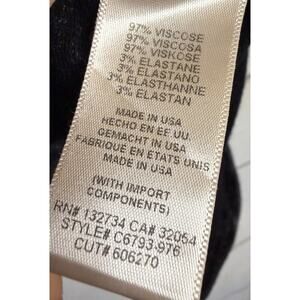 97% VISCOSE
97% VISCOSA
97% VISKOSE
3% ELASTANE
3% ELASTANO
3% ELASTHANNE
3% ELASTAN
MADE IN USA
HECHO EN EE UU.
GEMACHT IN USA
FABRIQUE EN ETATS UNIS
MADE IN USA
(WITH IMPORT
COMPONENTS)
RN# 132734 CA# 32054
STYLE# C6793-976
CUT# 606270